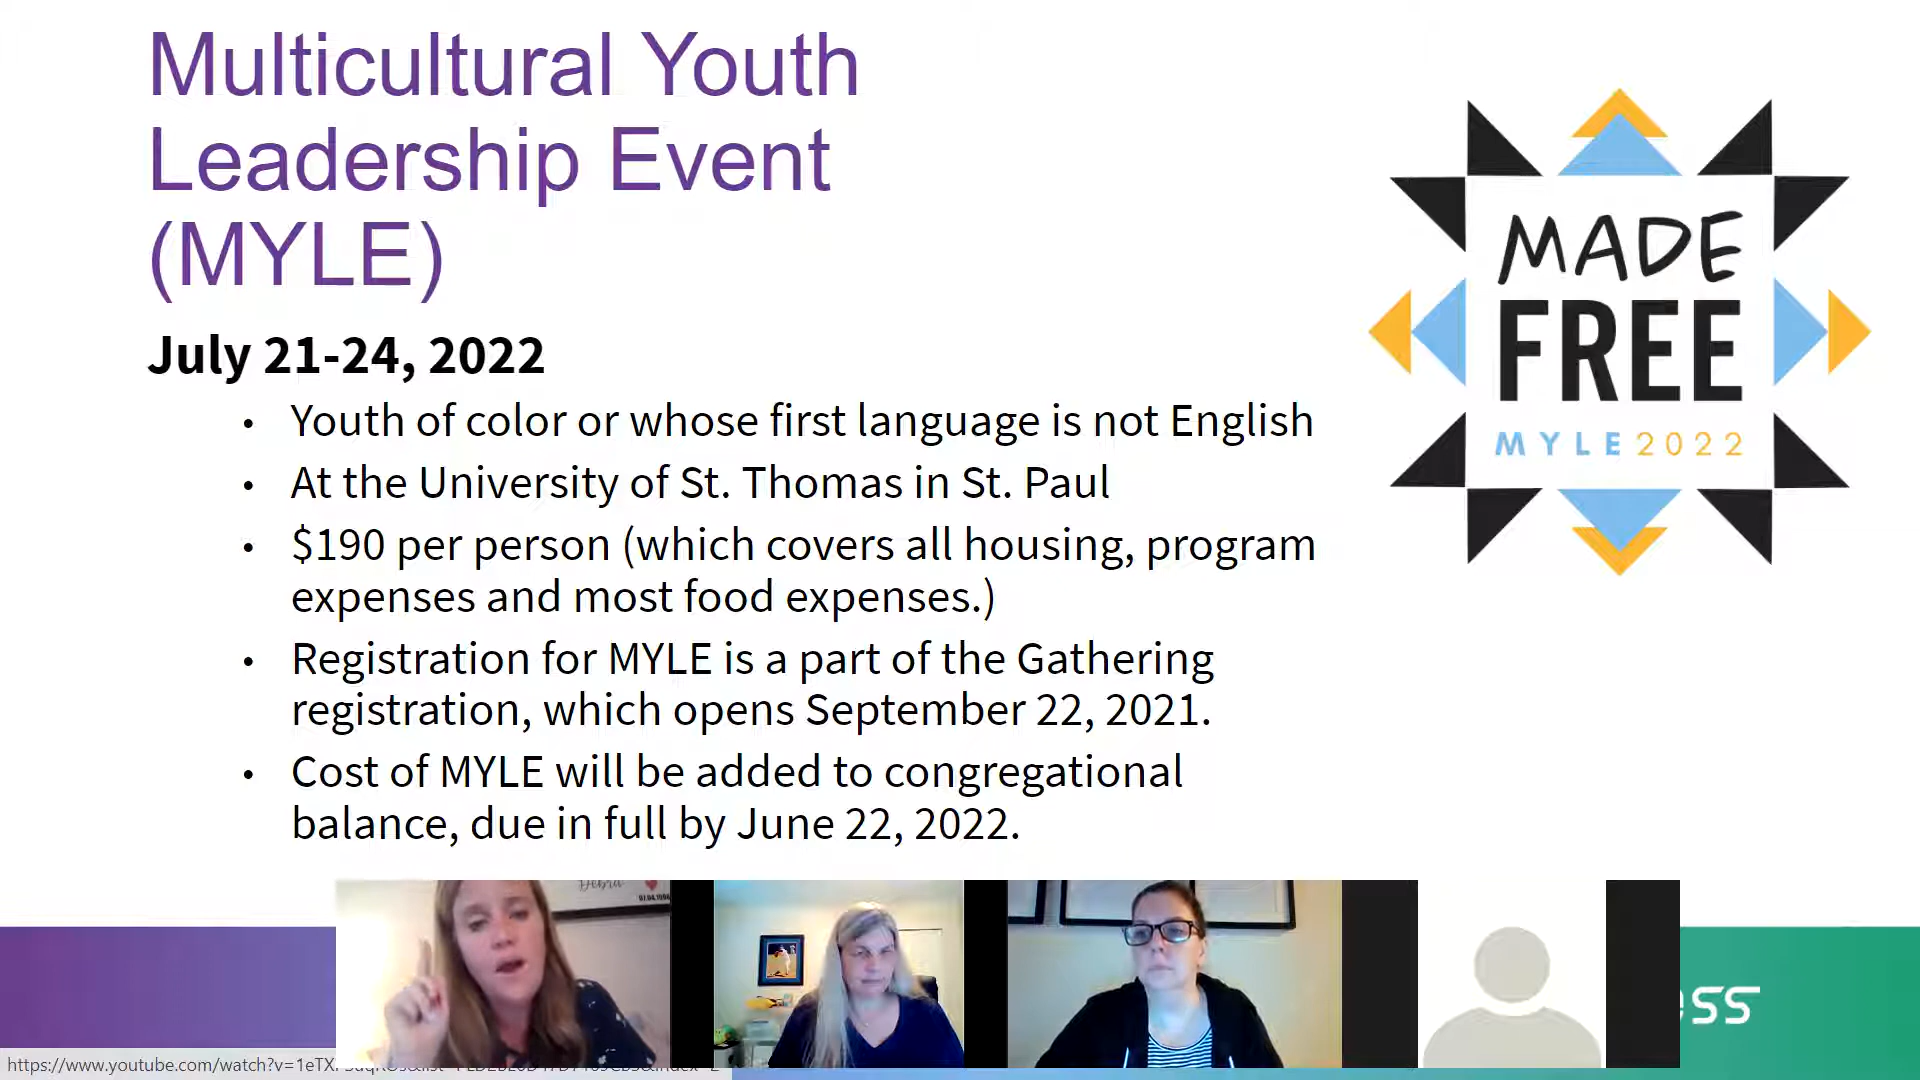 Multicultural Youth
Leadership Event
(MYLE)
July 21-24, 2022
• Youth of color or whose first language is not English
• At the University of St. Thomas in St. Paul
• $190 per person (which covers all housing, program
expenses and most food expenses.)
• Registration for MYLE is a part of the Gathering
registration, which opens September 22, 2021.
• Cost of MYLE will be added to congregational
balance, due in full by June 22, 2022.
MADE
FREE
MYLE2022
Debra
ess
https://www.youtube.com/watch?v=1eTX